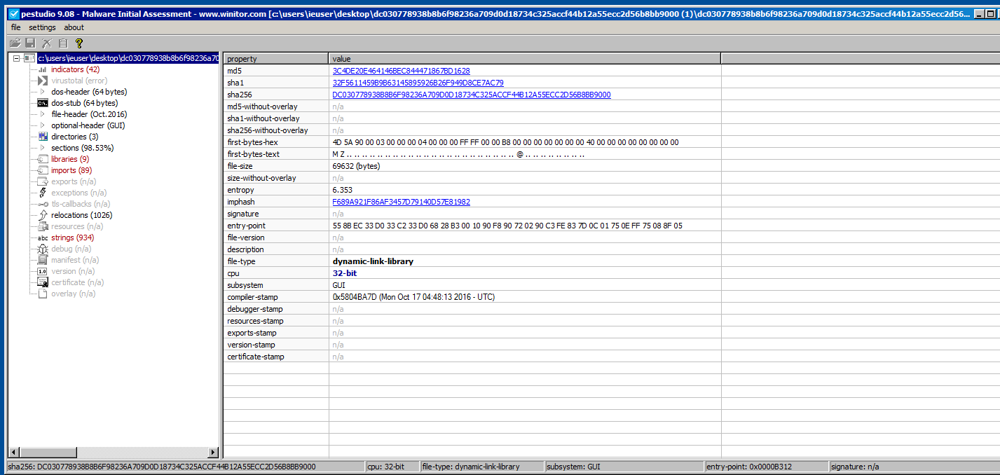 pestudio 9.08 - Malware Initial Assessment - www.winitor.com [c:\users\ieuser\desktop\dc030778938b8b6f98236a709d0d18734c325accf44b12a55ecc2d56b8bb9000 (1)\dc030778938b8b6f98236a709d0d18734c325accf44b12a55ecc2d56...
file settings about
c:\users\ieuser\desktop\dc030778938b8b6f98236a70
indicators (42)
virustotal (error)
dos-header (64 bytes)
dos-stub (64 bytes)
file-header (Oct.2016)
optional-header (GUI)
directories (3)
sections (98.53%)
libraries (9)
imports (89)
exports (n/a)
exceptions (n/a)
tls-callbacks (n/a)
relocations (1026)
resources (n/a)
abc strings (934)
debug (n/a)
manifest (n/a)
1.0 version (n/a)
certificate (n/a)
overlay (n/a)
property value
md5 3C4DE20E464146BEC844471867BD1628
sha1 32F5611459B9B63145895926B26F949D8CE7AC79
sha256 DC030778938B8B6F98236A709D0D18734C325ACCF44B12A55ECC2D56B8BB9000
md5-without-overlay n/a
sha1-without-overlay n/a
sha256-without-overlay n/a
first-bytes-hex 4D 5A 90 00 03 00 00 00 04 00 00 00 FF FF 00 00 B8 00 00 00 00 00 00 00 40 00 00 00 00 00 00 00
first-bytes-text M Z .. .. .. .. .. .. .. .. .. .. .. .. .. .. .. .. .. .. .. .. .. .. @ .. .. .. .. .. .. ..
file-size 69632 (bytes)
size-without-overlay n/a
entropy 6.353
imphash F689A921F86AF3457D79140D57E81982
signature n/a
entry-point 55 8B EC 33 D0 33 C2 33 D0 68 28 B3 00 10 90 F8 90 72 02 90 C3 FE 83 7D 0C 01 75 0E FF 75 08 8F 05
file-version n/a
description n/a
file-type dynamic-link-library
cpu 32-bit
subsystem GUI
compiler-stamp 0x5804BA7D (Mon Oct 17 04:48:13 2016 - UTC)
debugger-stamp n/a
resources-stamp n/a
exports-stamp n/a
version-stamp n/a
certificate-stamp n/a
sha256: DC030778938B8B6F98236A709D0D18734C325ACCF44B12A55ECC2D56B8BB9000 cpu: 32-bit file-type: dynamic-link-library subsystem: GUI entry-point: 0x0000B312 signature: n/a